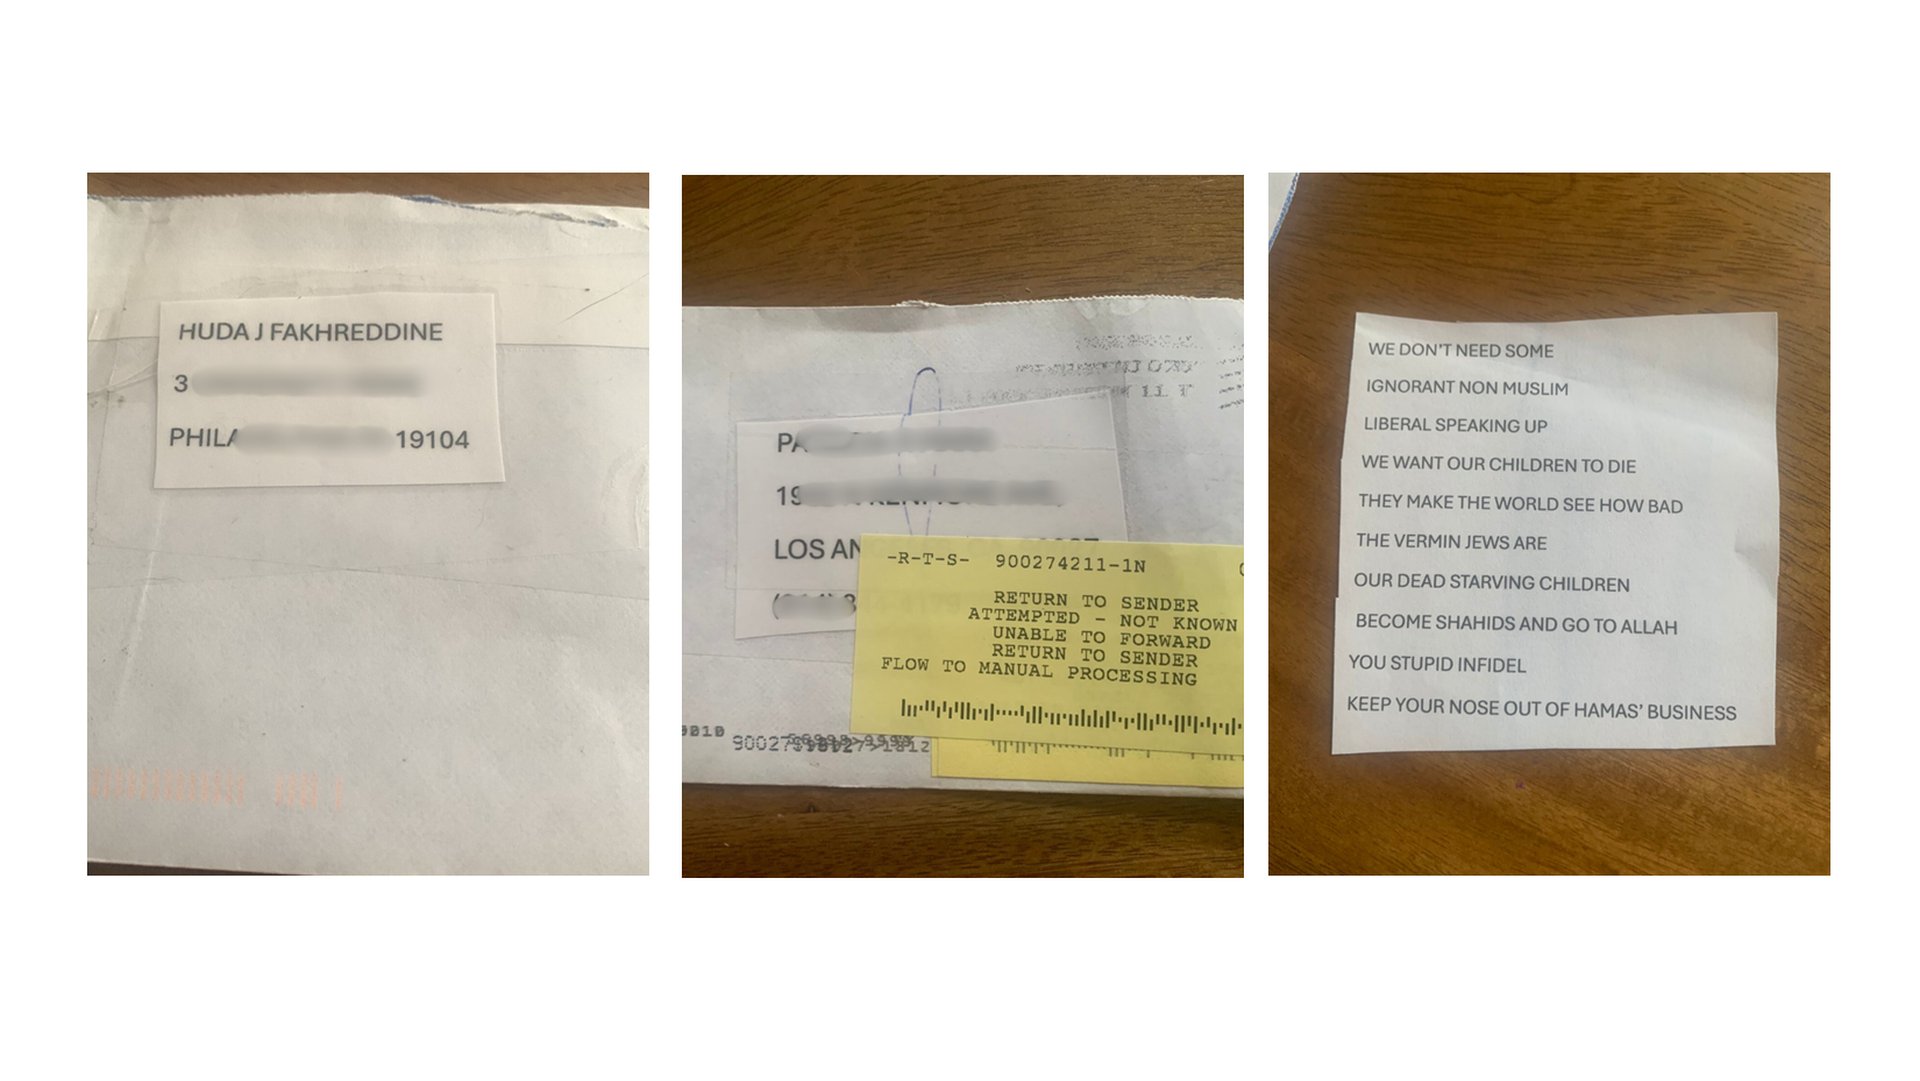 HUDA J FAKHREDDINE
3
PHILA 19104
PA
19
LOS AN
-R-T-S- 900274211-1N
RETURN TO SENDER
ATTEMPTED - NOT KNOWN
UNABLE TO FORWARD
RETURN TO SENDER
FLOW TO MANUAL PROCESSING
WE DON'T NEED SOME
IGNORANT NON MUSLIM
LIBERAL SPEAKING UP
WE WANT OUR CHILDREN TO DIE
THEY MAKE THE WORLD SEE HOW BAD
THE VERMIN JEWS ARE
OUR DEAD STARVING CHILDREN
BECOME SHAHIDS AND GO TO ALLAH
YOU STUPID INFIDEL
KEEP YOUR NOSE OUT OF HAMAS' BUSINESS